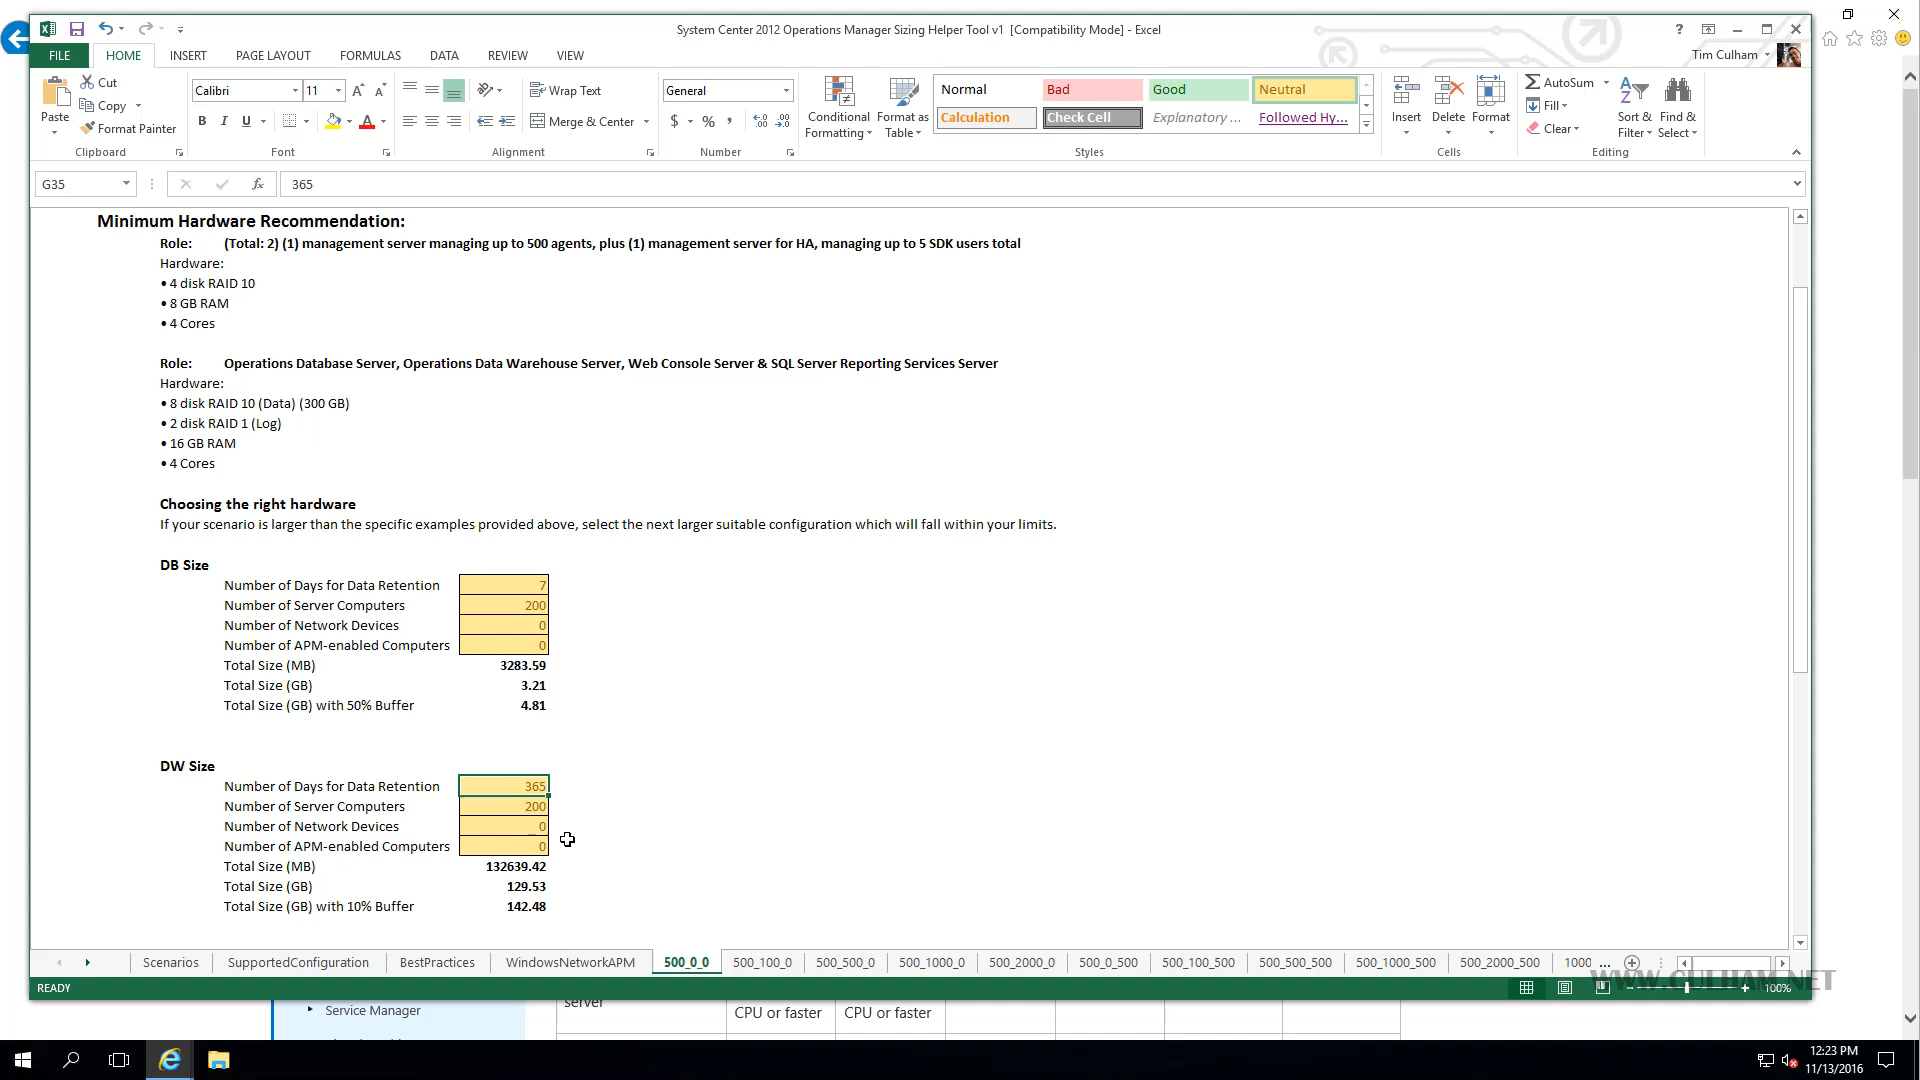 System Center 2012 Operations Manager Sizing Helper Tool v1 [Compatibility Mode] - Excel
?
FILE HOME INSERT PAGE LAYOUT FORMULAS DATA REVIEW VIEW
Tim Culham
Paste
Cut
Copy
Format Painter
Clipboard
Calibri 11
B I U
Font
Wrap Text
Merge & Center
Alignment
General
$ % ,
Number
Conditional Formatting
Format as Table
Normal Bad Good Neutral
Calculation Check Cell Explanatory ... Followed Hy...
Styles
Insert Delete Format
Cells
AutoSum
Fill
Clear
Sort & Filter
Find & Select
Editing
G35 fx 365
Minimum Hardware Recommendation:
Role: (Total: 2) (1) management server managing up to 500 agents, plus (1) management server for HA, managing up to 5 SDK users total
Hardware:
• 4 disk RAID 10
• 8 GB RAM
• 4 Cores
Role: Operations Database Server, Operations Data Warehouse Server, Web Console Server & SQL Server Reporting Services Server
Hardware:
• 8 disk RAID 10 (Data) (300 GB)
• 2 disk RAID 1 (Log)
• 16 GB RAM
• 4 Cores
Choosing the right hardware
If your scenario is larger than the specific examples provided above, select the next larger suitable configuration which will fall within your limits.
DB Size
Number of Days for Data Retention 7
Number of Server Computers 200
Number of Network Devices 0
Number of APM-enabled Computers 0
Total Size (MB) 3283.59
Total Size (GB) 3.21
Total Size (GB) with 50% Buffer 4.81
DW Size
Number of Days for Data Retention 365
Number of Server Computers 200
Number of Network Devices 0
Number of APM-enabled Computers 0
Total Size (MB) 132639.42
Total Size (GB) 129.53
Total Size (GB) with 10% Buffer 142.48
Scenarios SupportedConfiguration BestPractices WindowsNetworkAPM 500_0_0 500_100_0 500_500_0 500_1000_0 500_2000_0 500_0_500 500_100_500 500_500_500 500_1000_500 500_2000_500 1000 ...
WWW.CULHAM.NET
READY 100%
server
Service Manager
CPU or faster CPU or faster
12:23 PM
11/13/2016